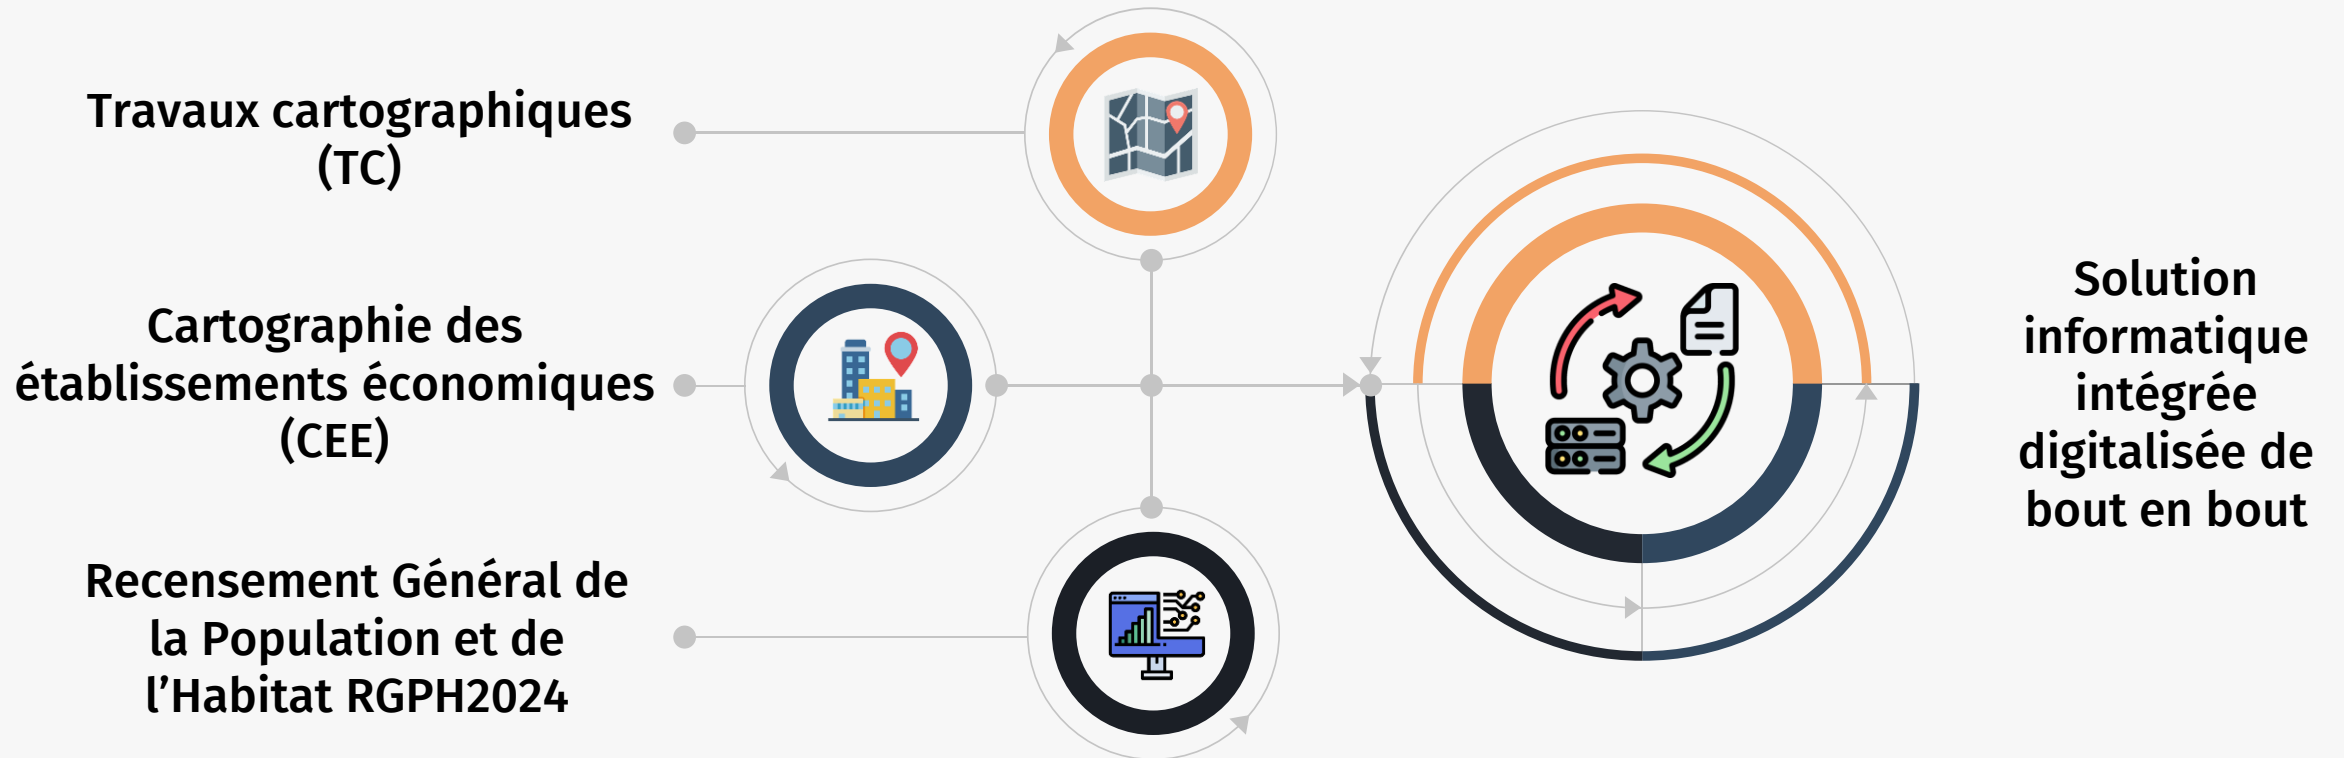 Travaux cartographiques
(TC)
Cartographie des
établissements économiques
(CEE)
Recensement Général de
la Population et de
l’Habitat RGPH2024
Solution
informatique
intégrée
digitalisée de
bout en bout